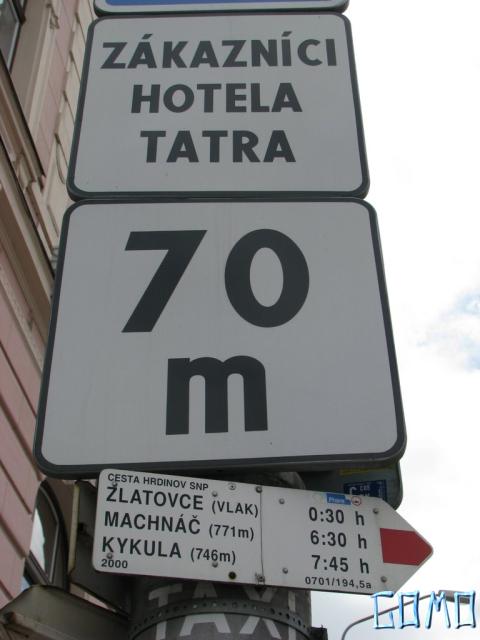 ZÁKAZNÍCI
HOTELA
TATRA
70
m
CESTA HRDINOV SNP
ZLATOVCE (VLAK) 0:30 h
MACHNÁČ (771m) 6:30 h
KYKULA (746m) 7:45 h
2000 0701/194,5a
TAXI
GOMO